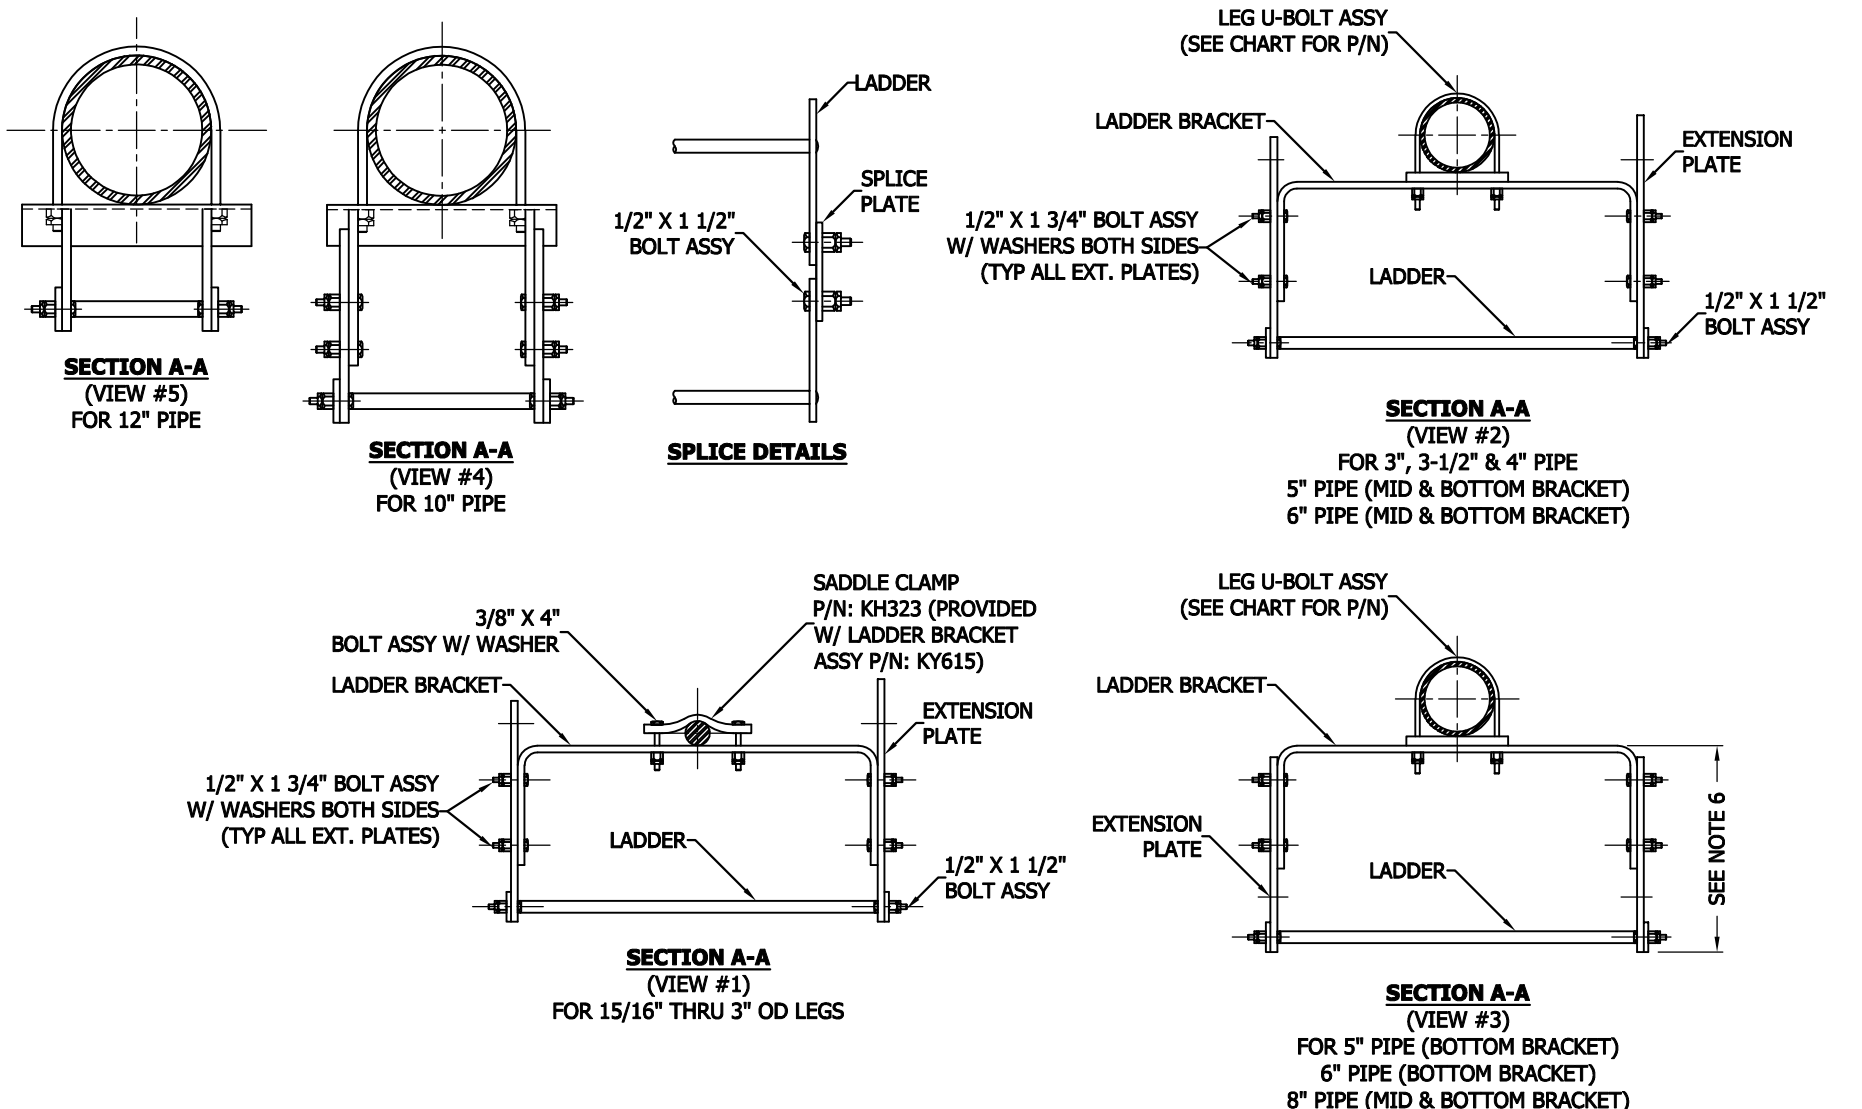 SECTION A-A
(VIEW #5)
FOR 12" PIPE
SECTION A-A
(VIEW #4)
FOR 10" PIPE
LADDER
SPLICE
PLATE
1/2" X 1 1/2"
BOLT ASSY
SPLICE DETAILS
LEG U-BOLT ASSY
(SEE CHART FOR P/N)
LADDER BRACKET
EXTENSION
PLATE
1/2" X 1 3/4" BOLT ASSY
W/ WASHERS BOTH SIDES
(TYP ALL EXT. PLATES)
LADDER
1/2" X 1 1/2"
BOLT ASSY
SECTION A-A
(VIEW #2)
FOR 3", 3-1/2" & 4" PIPE
5" PIPE (MID & BOTTOM BRACKET)
6" PIPE (MID & BOTTOM BRACKET)
3/8" X 4"
BOLT ASSY W/ WASHER
SADDLE CLAMP
P/N: KH323 (PROVIDED
W/ LADDER BRACKET
ASSY P/N: KY615)
LADDER BRACKET
EXTENSION
PLATE
1/2" X 1 3/4" BOLT ASSY
W/ WASHERS BOTH SIDES
(TYP ALL EXT. PLATES)
LADDER
1/2" X 1 1/2"
BOLT ASSY
SECTION A-A
(VIEW #1)
FOR 15/16" THRU 3" OD LEGS
LEG U-BOLT ASSY
(SEE CHART FOR P/N)
LADDER BRACKET
EXTENSION
PLATE
LADDER
SEE NOTE 6
SECTION A-A
(VIEW #3)
FOR 5" PIPE (BOTTOM BRACKET)
6" PIPE (BOTTOM BRACKET)
8" PIPE (MID & BOTTOM BRACKET)